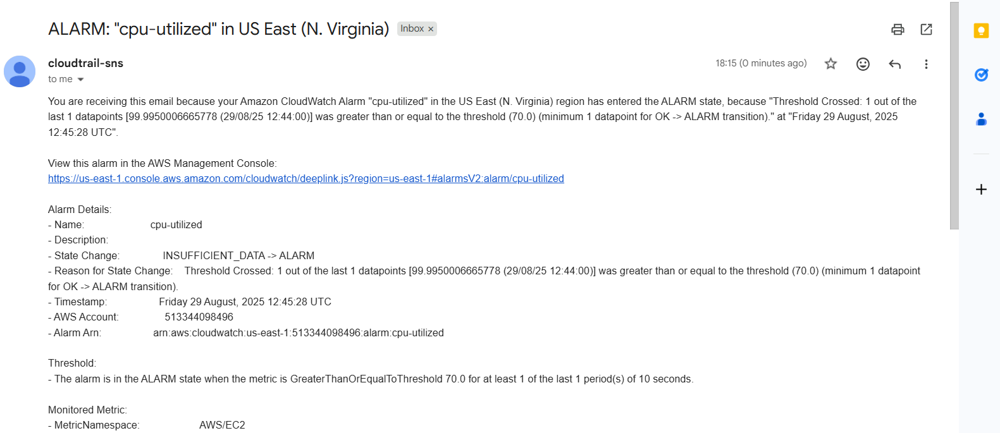 ALARM: "cpu-utilized" in US East (N. Virginia) Inbox ×
cloudtrail-sns 18:15 (0 minutes ago)
to me
You are receiving this email because your Amazon CloudWatch Alarm "cpu-utilized" in the US East (N. Virginia) region has entered the ALARM state, because "Threshold Crossed: 1 out of the
last 1 datapoints [99.9950006665778 (29/08/25 12:44:00)] was greater than or equal to the threshold (70.0) (minimum 1 datapoint for OK -> ALARM transition)." at "Friday 29 August, 2025
12:45:28 UTC".
View this alarm in the AWS Management Console:
https://us-east-1.console.aws.amazon.com/cloudwatch/deeplink.js?region=us-east-1#alarmsV2:alarm/cpu-utilized
Alarm Details:
- Name: cpu-utilized
- Description:
- State Change: INSUFFICIENT_DATA -> ALARM
- Reason for State Change: Threshold Crossed: 1 out of the last 1 datapoints [99.9950006665778 (29/08/25 12:44:00)] was greater than or equal to the threshold (70.0) (minimum 1 datapoint
for OK -> ALARM transition).
- Timestamp: Friday 29 August, 2025 12:45:28 UTC
- AWS Account: 513344098496
- Alarm Arn: arn:aws:cloudwatch:us-east-1:513344098496:alarm:cpu-utilized
Threshold:
- The alarm is in the ALARM state when the metric is GreaterThanOrEqualToThreshold 70.0 for at least 1 of the last 1 period(s) of 10 seconds.
Monitored Metric:
- MetricNamespace: AWS/EC2